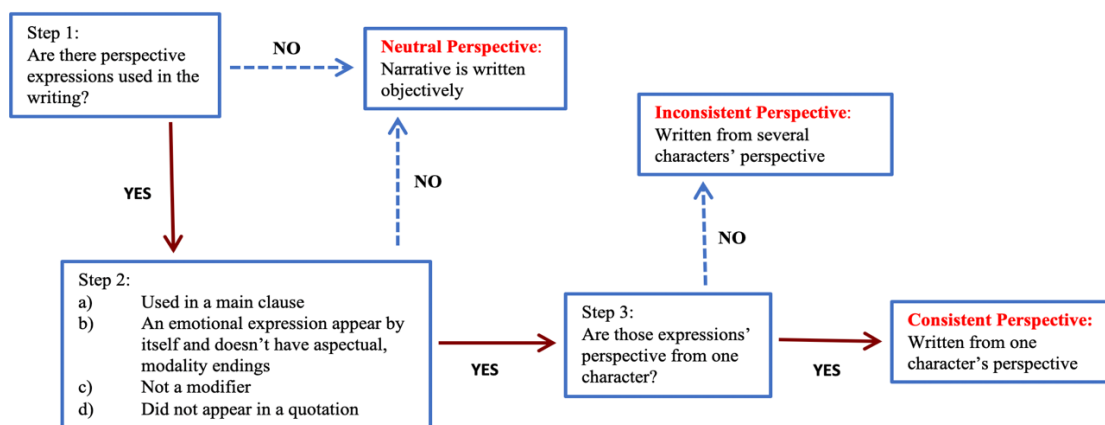 Step 1:
Are there perspective
expressions used in the
writing?
NO
Neutral Perspective:
Narrative is written
objectively
YES
NO
Inconsistent Perspective:
Written from several
characters' perspective
NO
Step 2:
a) Used in a main clause
b) An emotional expression appear by
itself and doesn't have aspectual,
modality endings
c) Not a modifier
d) Did not appear in a quotation
YES
Step 3:
Are those expressions'
perspective from one
character?
YES
Consistent Perspective:
Written from one
character's perspective